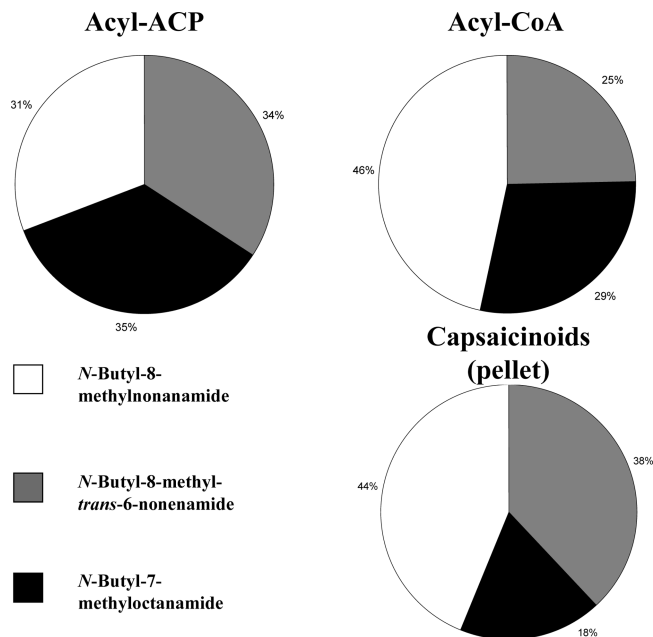 Acyl-ACP
31%
34%
35%
Acyl-CoA
25%
46%
29%
Capsaicinoids
(pellet)
38%
44%
18%
N-Butyl-8-
methylnonanamide
N-Butyl-8-methyl-
trans-6-nonenamide
N-Butyl-7-
methyloctanamide